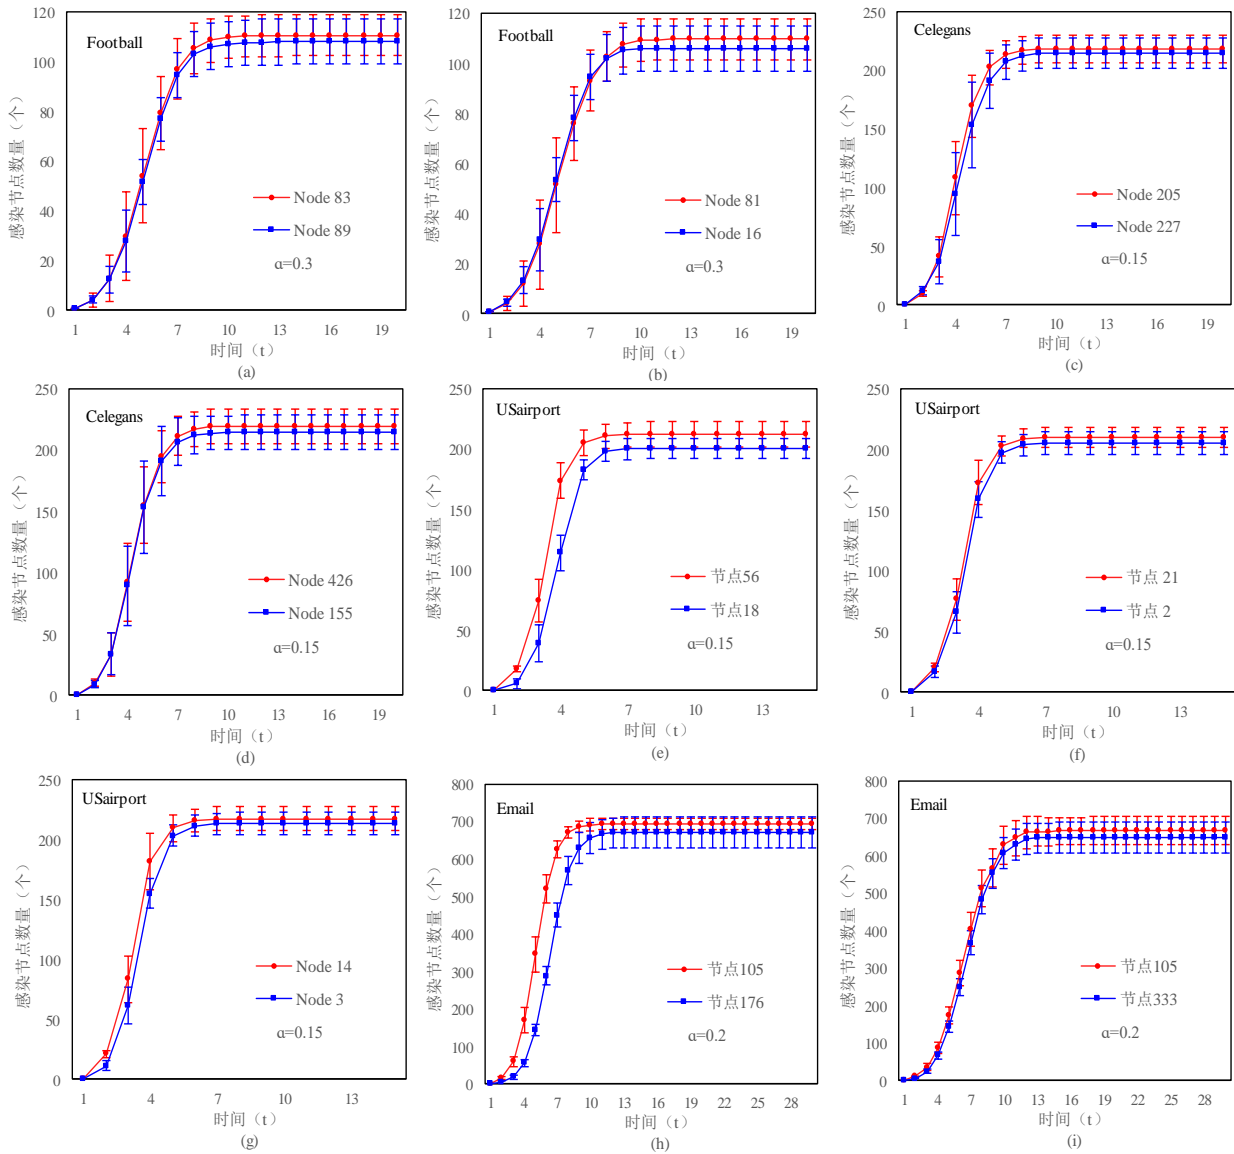 120
100
80
60
40
20
0
感染节点数量（个）
Football
Node 83
Node 89
α=0.3
1 4 7 10 13 16 19
时间（t）
(a)
120
100
80
60
40
20
0
感染节点数量（个）
Football
Node 81
Node 16
α=0.3
1 4 7 10 13 16 19
时间（t）
(b)
250
200
150
100
50
0
感染节点数量（个）
Celegans
Node 205
Node 227
α=0.15
1 4 7 10 13 16 19
时间（t）
(c)
250
200
150
100
50
0
感染节点数量（个）
Celegans
Node 426
Node 155
α=0.15
1 4 7 10 13 16 19
时间（t）
(d)
250
200
150
100
50
0
感染节点数量（个）
USairport
节点56
节点18
α=0.15
1 4 7 10 13
时间（t）
(e)
250
200
150
100
50
0
感染节点数量（个）
USairport
节点 21
节点 2
α=0.15
1 4 7 10 13
时间（t）
(f)
250
200
150
100
50
0
感染节点数量（个）
USairport
Node 14
Node 3
α=0.15
1 4 7 10 13
时间（t）
(g)
800
700
600
500
400
300
200
100
0
感染节点数量（个）
Email
节点105
节点176
α=0.2
1 4 7 10 13 16 19 22 25 28
时间（t）
(h)
800
700
600
500
400
300
200
100
0
感染节点数量（个）
Email
节点105
节点333
α=0.2
1 4 7 10 13 16 19 22 25 28
时间（t）
(i)